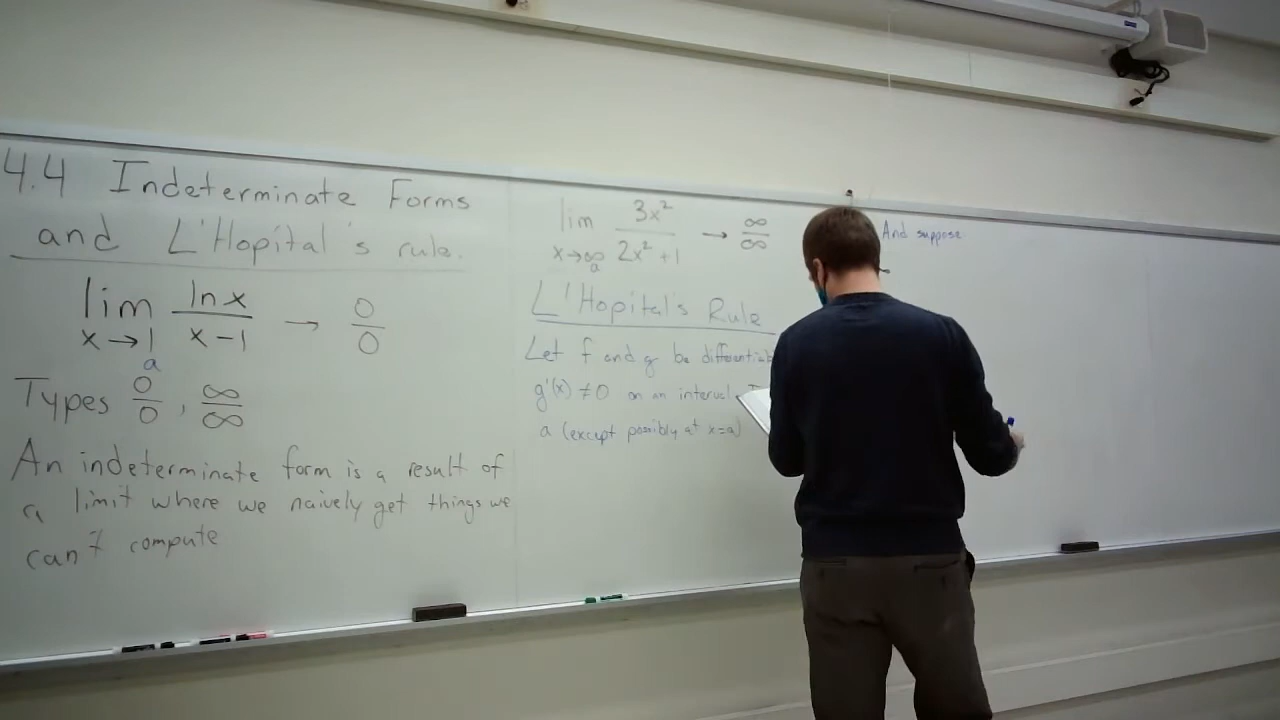 4.4 Indeterminate Forms
and L'Hopital's rule.
lim x→1 ln x / x-1 → 0/0
a
Types 0/0, ∞/∞
An indeterminate form is a result of
a limit where we naively get things we
can't compute
lim x→∞ 3x² / 2x²+1 → ∞/∞
a
L'Hopital's Rule
Let f and g be
g'(x) ≠ 0 on an interval
a (except possibly at x=a)
And suppose